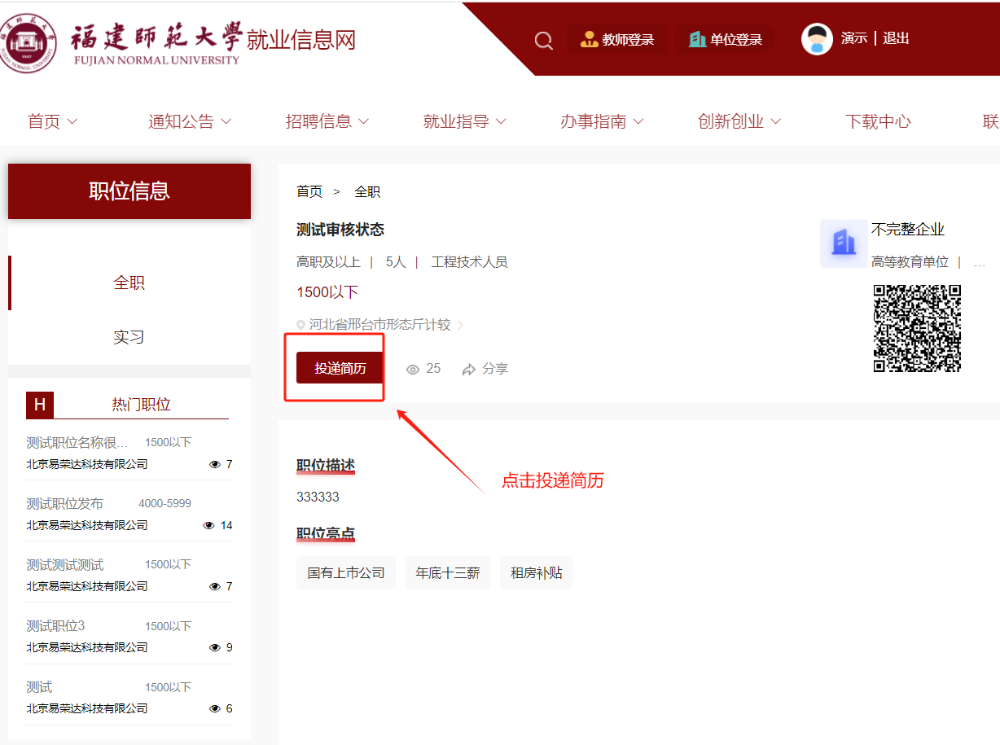 福建師範大學就业信息网
FUJIAN NORMAL UNIVERSITY
教师登录
单位登录
演示 | 退出
首页
通知公告
招聘信息
就业指导
办事指南
创新创业
下载中心
联
职位信息
全职
实习
H 热门职位
测试职位名称很... 1500以下
北京易荣达科技有限公司 7
测试职位发布 4000-5999
北京易荣达科技有限公司 14
测试测试测试 1500以下
北京易荣达科技有限公司 7
测试职位3 1500以下
北京易荣达科技有限公司 9
测试 1500以下
北京易荣达科技有限公司 6
首页 > 全职
测试审核状态
高职及以上 | 5人 | 工程技术人员
1500以下
河北省邢台市形态斤计较
投递简历 25 分享
不完整企业
高等教育单位 | ...
点击投递简历
职位描述
333333
职位亮点
国有上市公司 年底十三薪 租房补贴